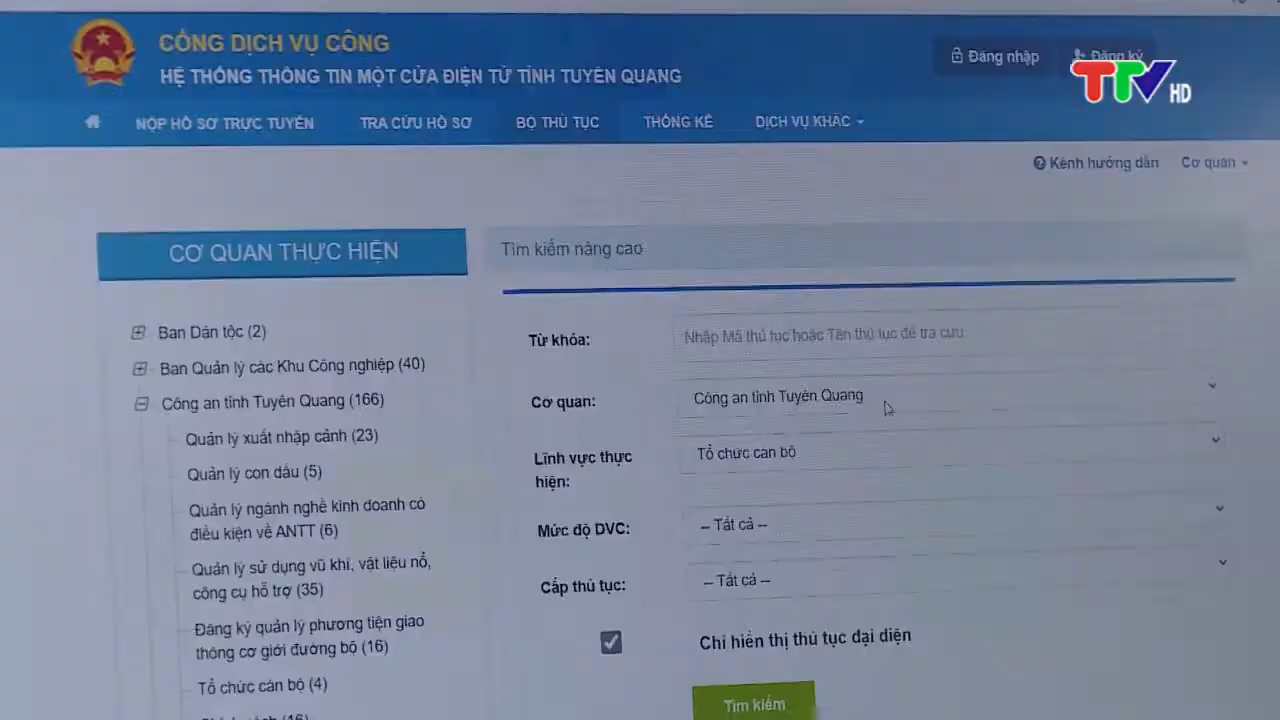 CỔNG DỊCH VỤ CÔNG
HỆ THỐNG THÔNG TIN MỘT CỬA ĐIỆN TỬ TỈNH TUYÊN QUANG
Đăng nhập
Đăng ký
TTV HD
NỘP HỒ SƠ TRỰC TUYẾN
TRA CỨU HỒ SƠ
BỘ THỦ TỤC
THỐNG KÊ
DỊCH VỤ KHÁC
Kênh hướng dẫn
Cơ quan
CƠ QUAN THỰC HIỆN
Ban Dân tộc (2)
Ban Quản lý các Khu Công nghiệp (40)
Công an tỉnh Tuyên Quang (166)
Quản lý xuất nhập cảnh (23)
Quản lý con dấu (5)
Quản lý ngành nghề kinh doanh có
điều kiện về ANTT (6)
Quản lý sử dụng vũ khí, vật liệu nổ,
công cụ hỗ trợ (35)
Đăng ký quản lý phương tiện giao
thông cơ giới đường bộ (16)
Tổ chức cán bộ (4)
Tìm kiếm nâng cao
Từ khóa:
Nhập Mã thủ tục hoặc Tên thủ tục để tra cứu
Cơ quan:
Công an tỉnh Tuyên Quang
Lĩnh vực thực
hiện:
Tổ chức cán bộ
Mức độ DVC:
-- Tất cả --
Cấp thủ tục:
-- Tất cả --
Chỉ hiển thị thủ tục đại diện
Tìm kiếm